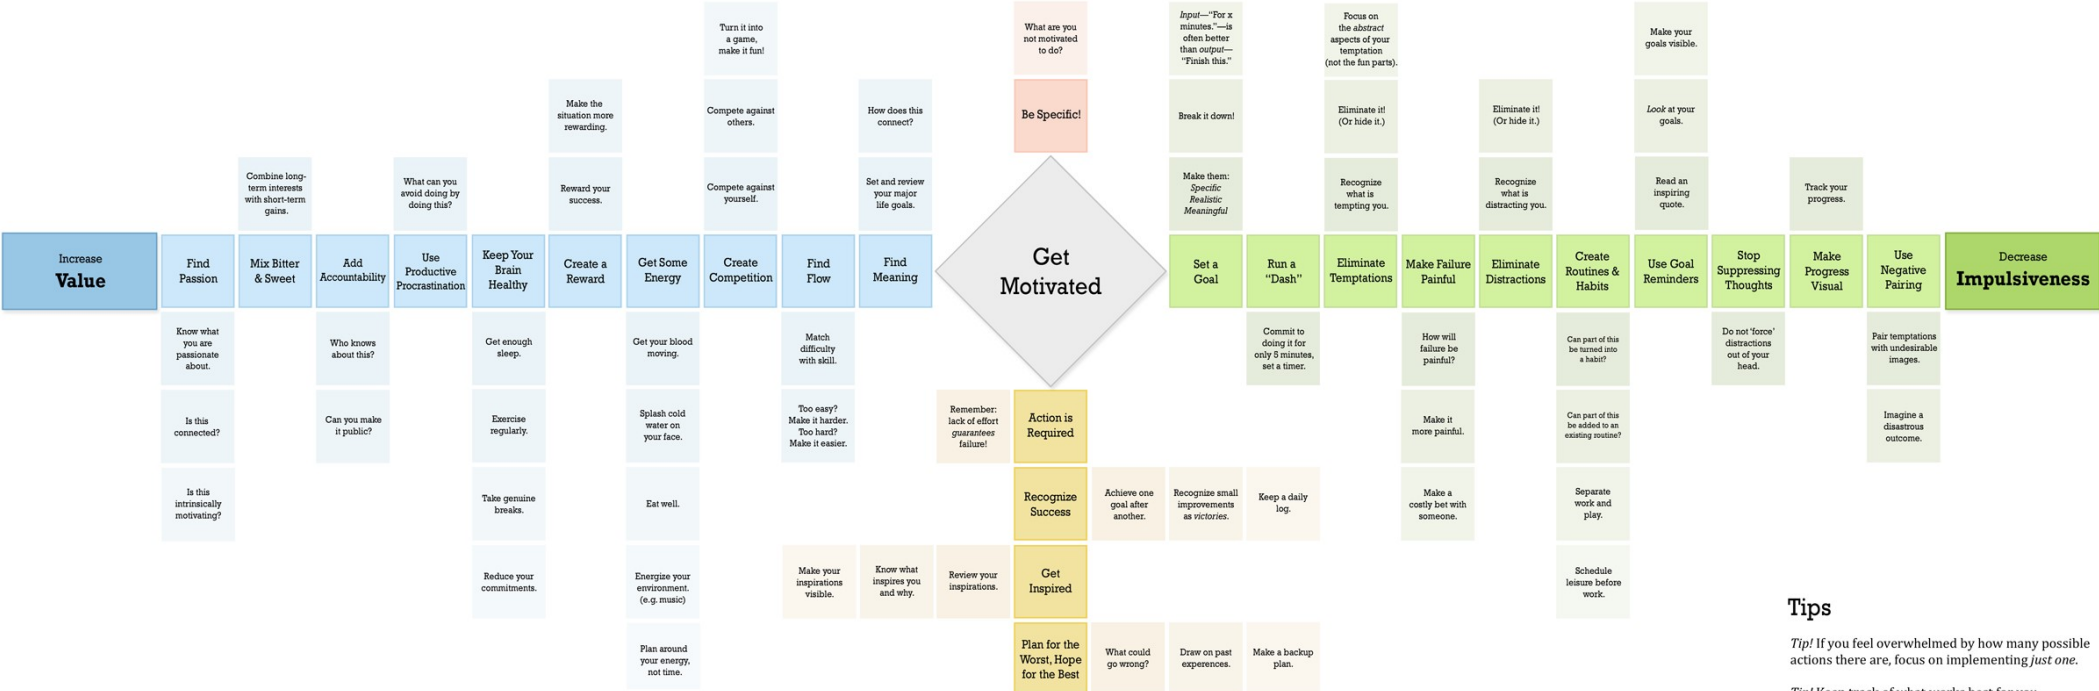 Turn it into
a game,
make it fun!
What are you
not motivated
to do?
Input—“For x
minutes.”—is
often better
than output—
“Finish this.”
Focus on
the abstract
aspects of your
temptation
(not the fun parts).
Make your
goals visible.
Make the
situation more
rewarding.
Compete against
others.
How does this
connect?
Be Specific!
Break it down!
Eliminate it!
(Or hide it.)
Eliminate it!
(Or hide it.)
Look at your
goals.
Combine long-
term interests
with short-term
gains.
What can you
avoid doing by
doing this?
Reward your
success.
Compete against
yourself.
Set and review
your major
life goals.
Make them:
Specific
Realistic
Meaningful
Recognize
what is
tempting you.
Recognize
what is
distracting you.
Read an
inspiring
quote.
Track your
progress.
Increase
Value
Find
Passion
Mix Bitter
& Sweet
Add
Accountability
Use
Productive
Procrastination
Keep Your
Brain
Healthy
Create a
Reward
Get Some
Energy
Create
Competition
Find
Flow
Find
Meaning
Get
Motivated
Set a
Goal
Run a
“Dash”
Eliminate
Temptations
Make Failure
Painful
Eliminate
Distractions
Create
Routines &
Habits
Use Goal
Reminders
Stop
Suppressing
Thoughts
Make
Progress
Visual
Use
Negative
Pairing
Decrease
Impulsiveness
Know what
you are
passionate
about.
Who knows
about this?
Get enough
sleep.
Get your blood
moving.
Match
difficulty
with skill.
Commit to
doing it for
only 5 minutes,
set a timer.
How will
failure be
painful?
Can part of this
be turned into
a habit?
Do not ‘force’
distractions
out of your
head.
Pair temptations
with undesirable
images.
Is this
connected?
Can you make
it public?
Exercise
regularly.
Splash cold
water on
your face.
Too easy?
Make it harder.
Too hard?
Make it easier.
Remember:
lack of effort
guarantees
failure!
Action is
Required
Make it
more painful.
Can part of this
be added to an
existing routine?
Imagine a
disastrous
outcome.
Is this
intrinsically
motivating?
Take genuine
breaks.
Eat well.
Recognize
Success
Achieve one
goal after
another.
Recognize small
improvements
as victories.
Keep a daily
log.
Make a
costly bet with
someone.
Separate
work and
play.
Reduce your
commitments.
Energize your
environment.
(e.g. music)
Make your
inspirations
visible.
Know what
inspires you
and why.
Review your
inspirations.
Get
Inspired
Schedule
leisure before
work.
Plan around
your energy,
not time.
Plan for the
Worst, Hope
for the Best
What could
go wrong?
Draw on past
experences.
Make a backup
plan.
Tips
Tip! If you feel overwhelmed by how many possible
actions there are, focus on implementing just one.
Tip! Keep track of what works best for you.